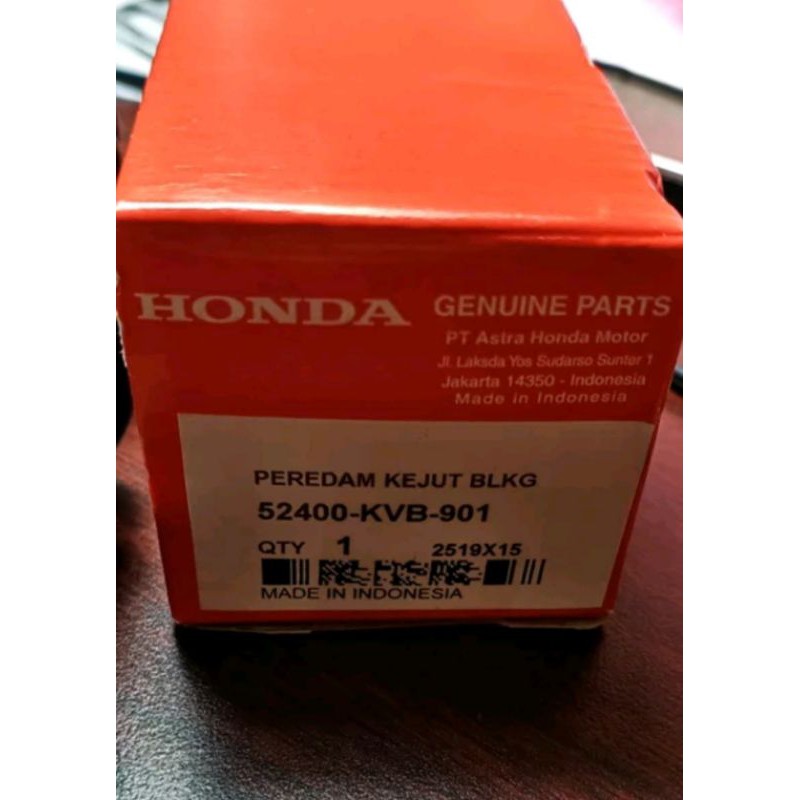 HONDA
GENUINE PARTS
PT Astra Honda Motor
Jl. Laksda Yos Sudarso Sunter 1
Jakarta 14350 - Indonesia
Made in Indonesia
PEREDAM KEJUT BLKG
52400-KVB-901
QTY 1 2519X15
MADE IN INDONESIA